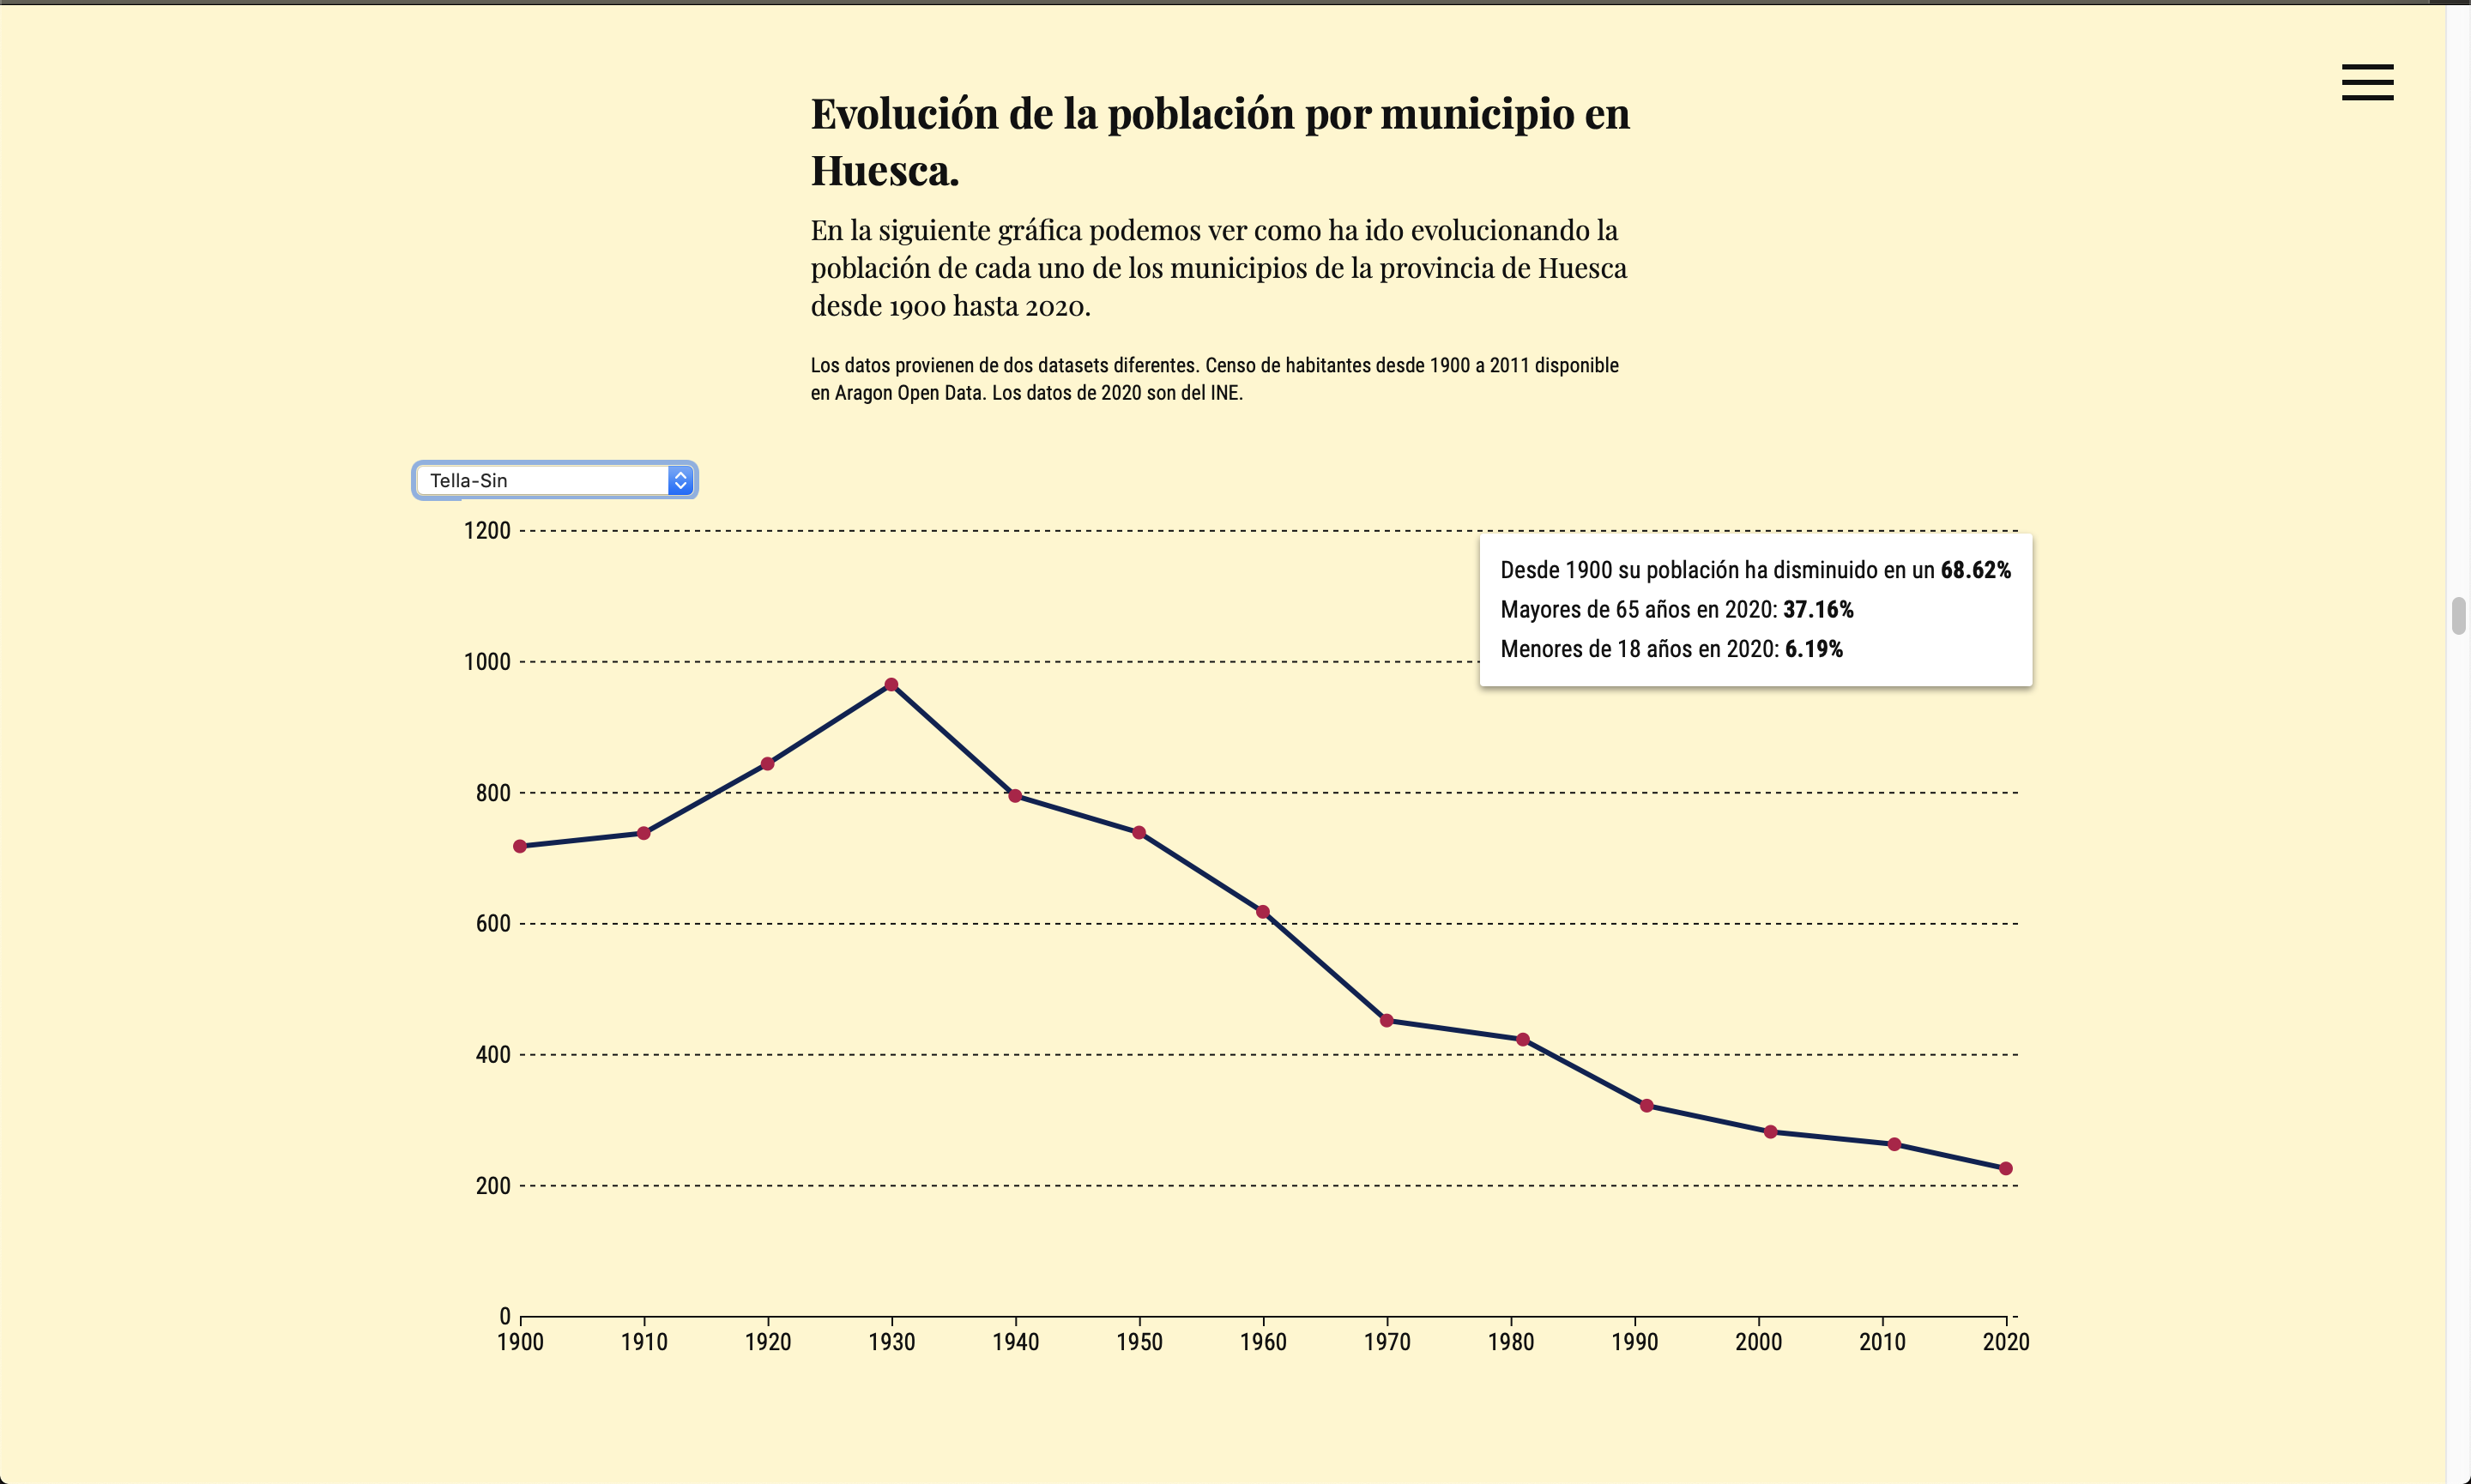 Evolución de la población por municipio en
Huesca.
En la siguiente gráfica podemos ver como ha ido evolucionando la
población de cada uno de los municipios de la provincia de Huesca
desde 1900 hasta 2020.
Los datos provienen de dos datasets diferentes. Censo de habitantes desde 1900 a 2011 disponible
en Aragon Open Data. Los datos de 2020 son del INE.
Tella-Sin
1200
Desde 1900 su población ha disminuido en un 68.62%
Mayores de 65 años en 2020: 37.16%
Menores de 18 años en 2020: 6.19%
1000
800
600
400
200
0
1900 1910 1920 1930 1940 1950 1960 1970 1980 1990 2000 2010 2020